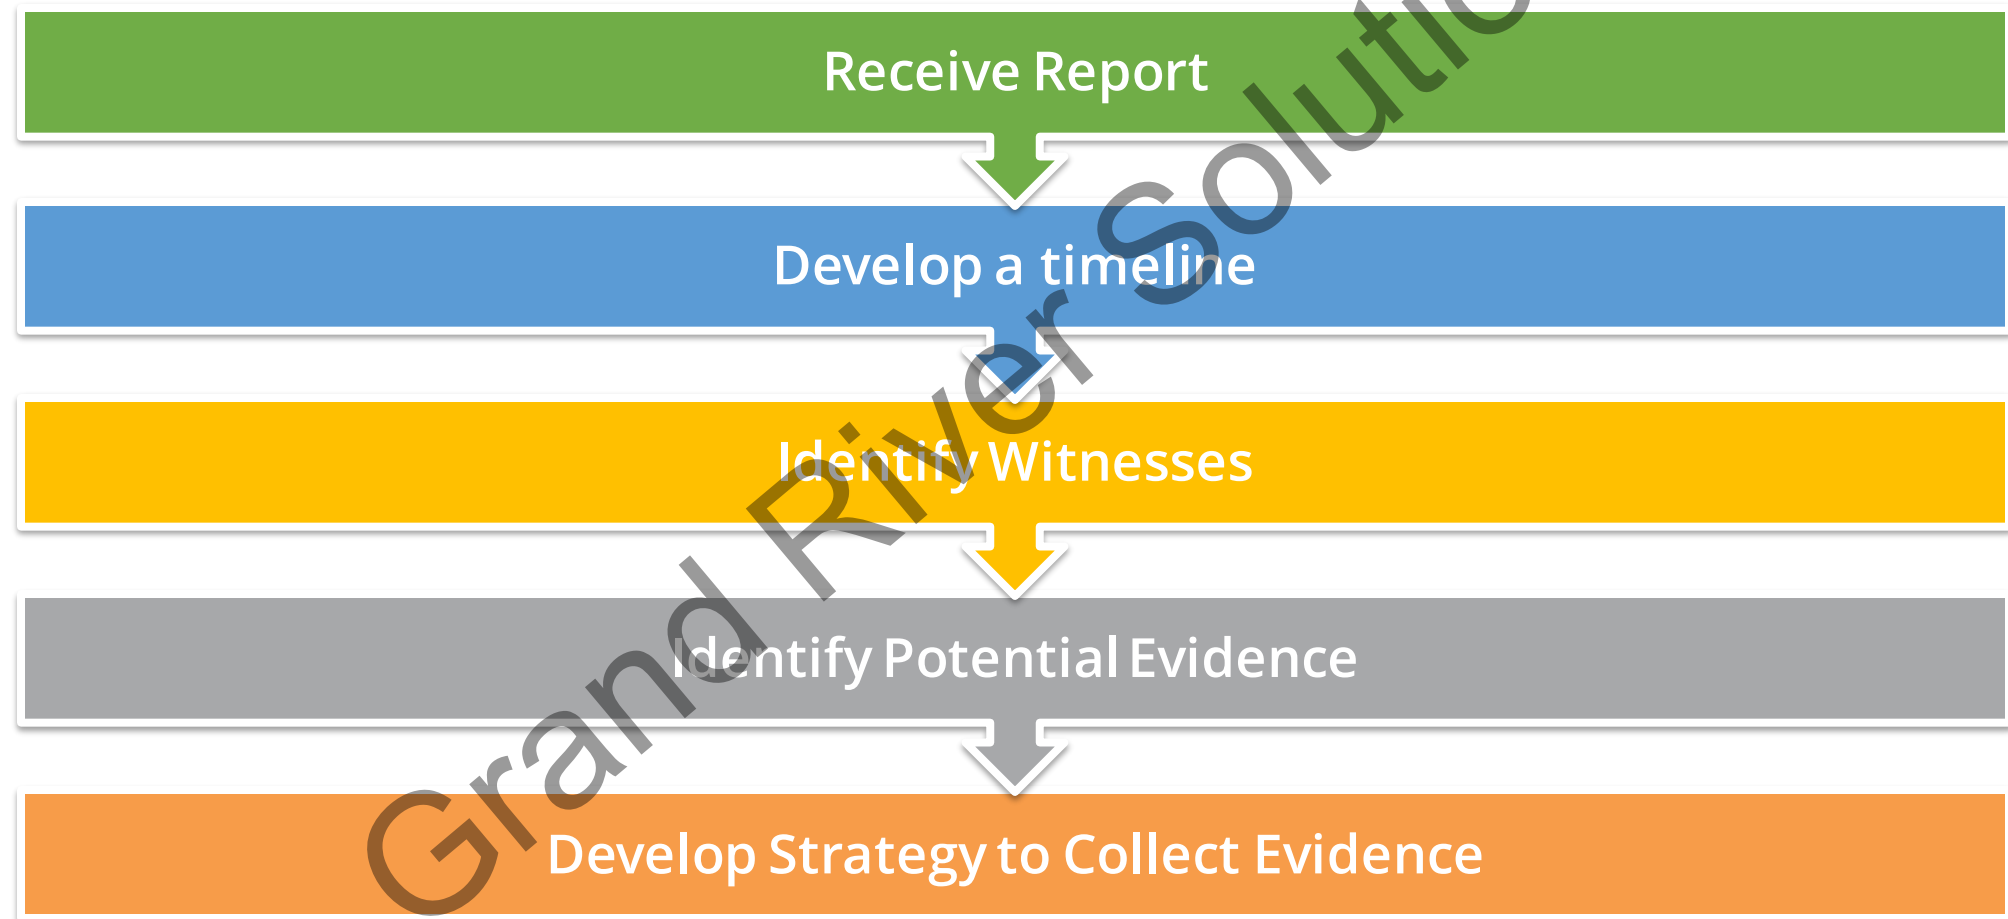 Receive Report
Develop a timeline
Identify Witnesses
Identify Potential Evidence
Develop Strategy to Collect Evidence
Grand River Solutio